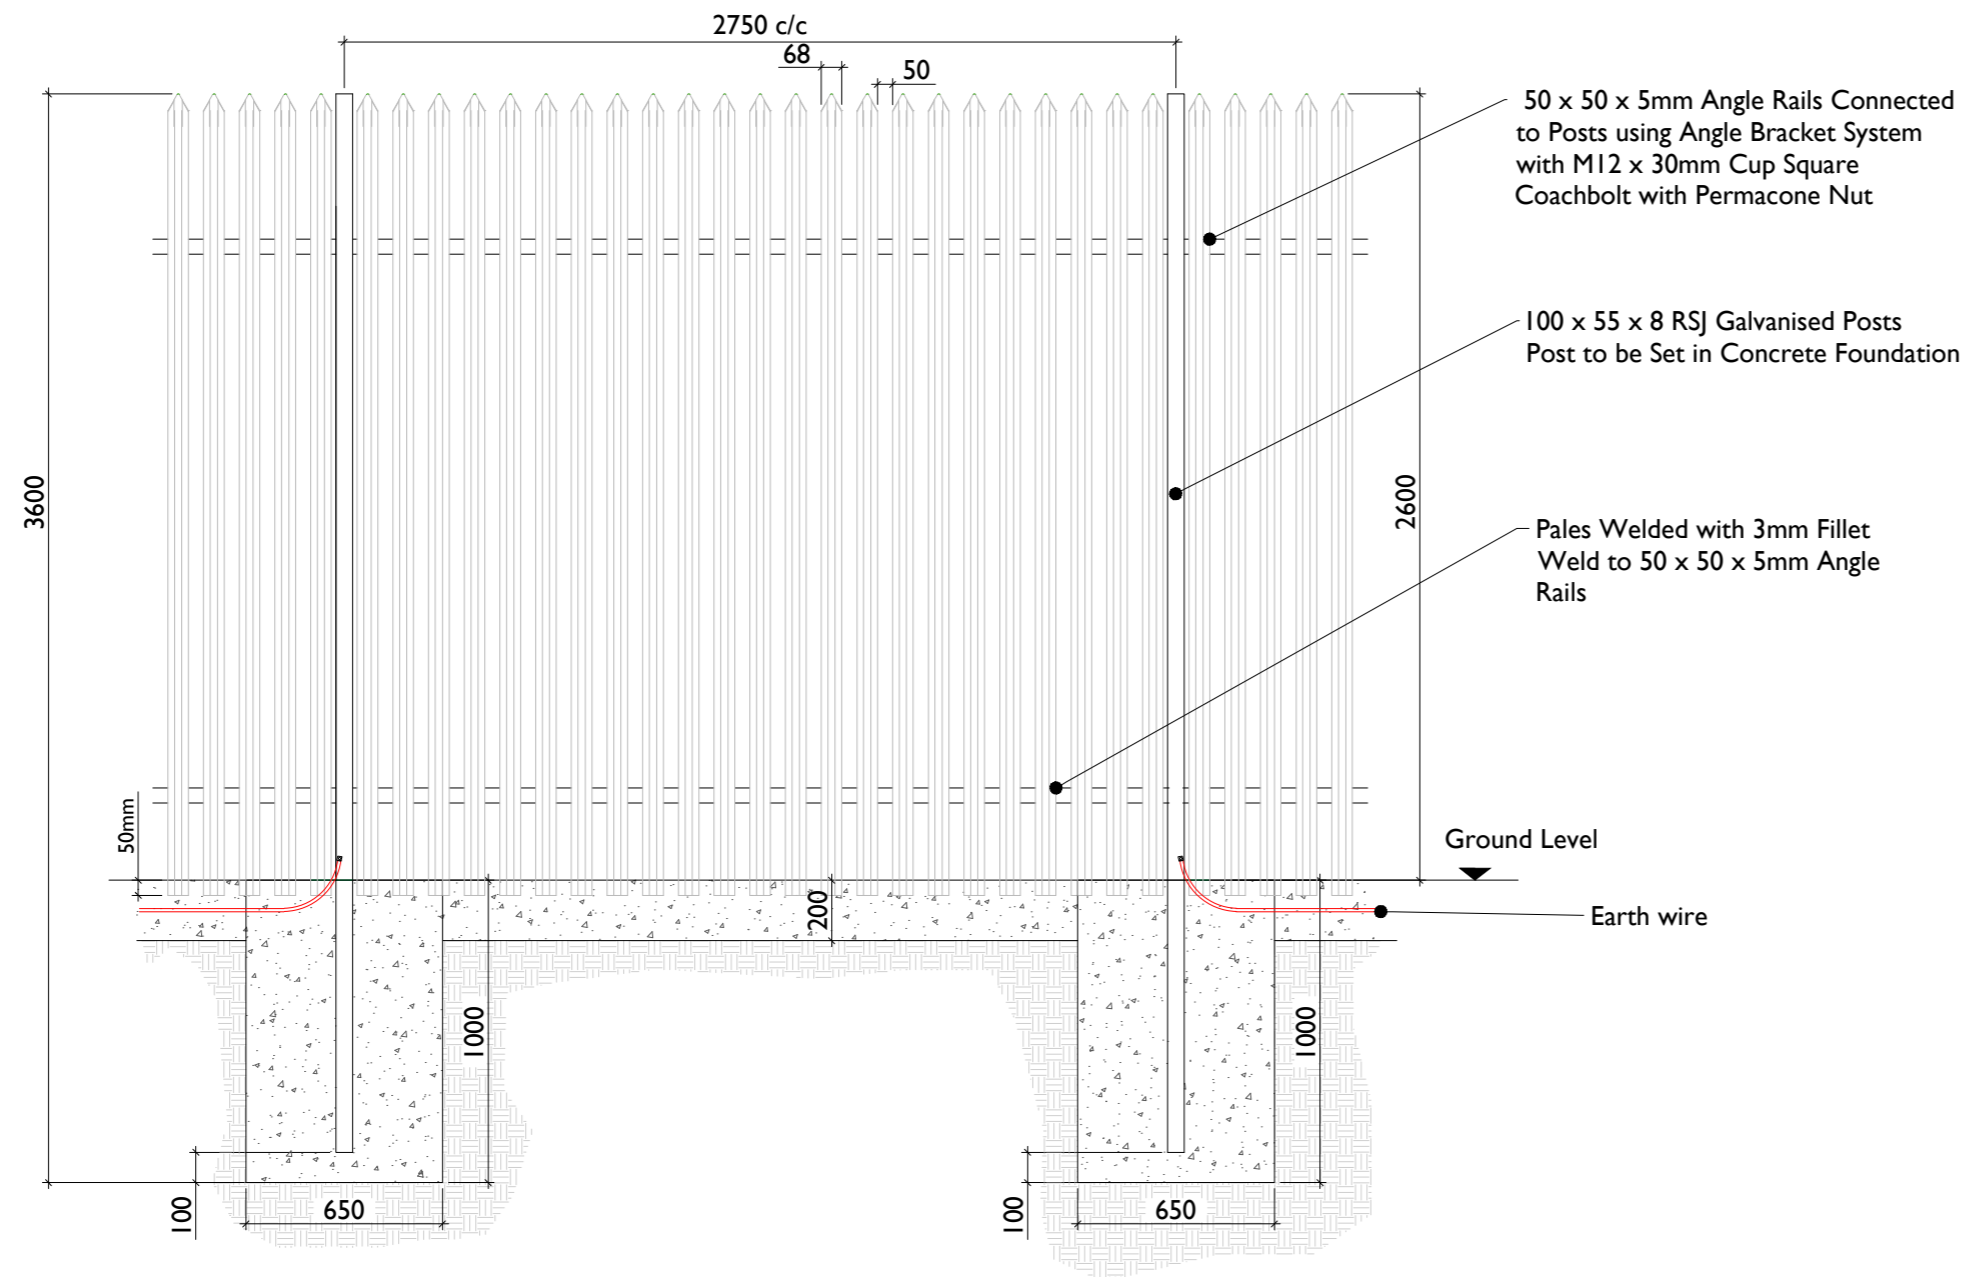 2750 c/c
68
50
50 x 50 x 5mm Angle Rails Connected
to Posts using Angle Bracket System
with M12 x 30mm Cup Square
Coachbolt with Permacone Nut
100 x 55 x 8 RSJ Galvanised Posts
Post to be Set in Concrete Foundation
3600
2600
Pales Welded with 3mm Fillet
Weld to 50 x 50 x 5mm Angle
Rails
50mm
Ground Level
200
Earth wire
1000
1000
100
650
100
650